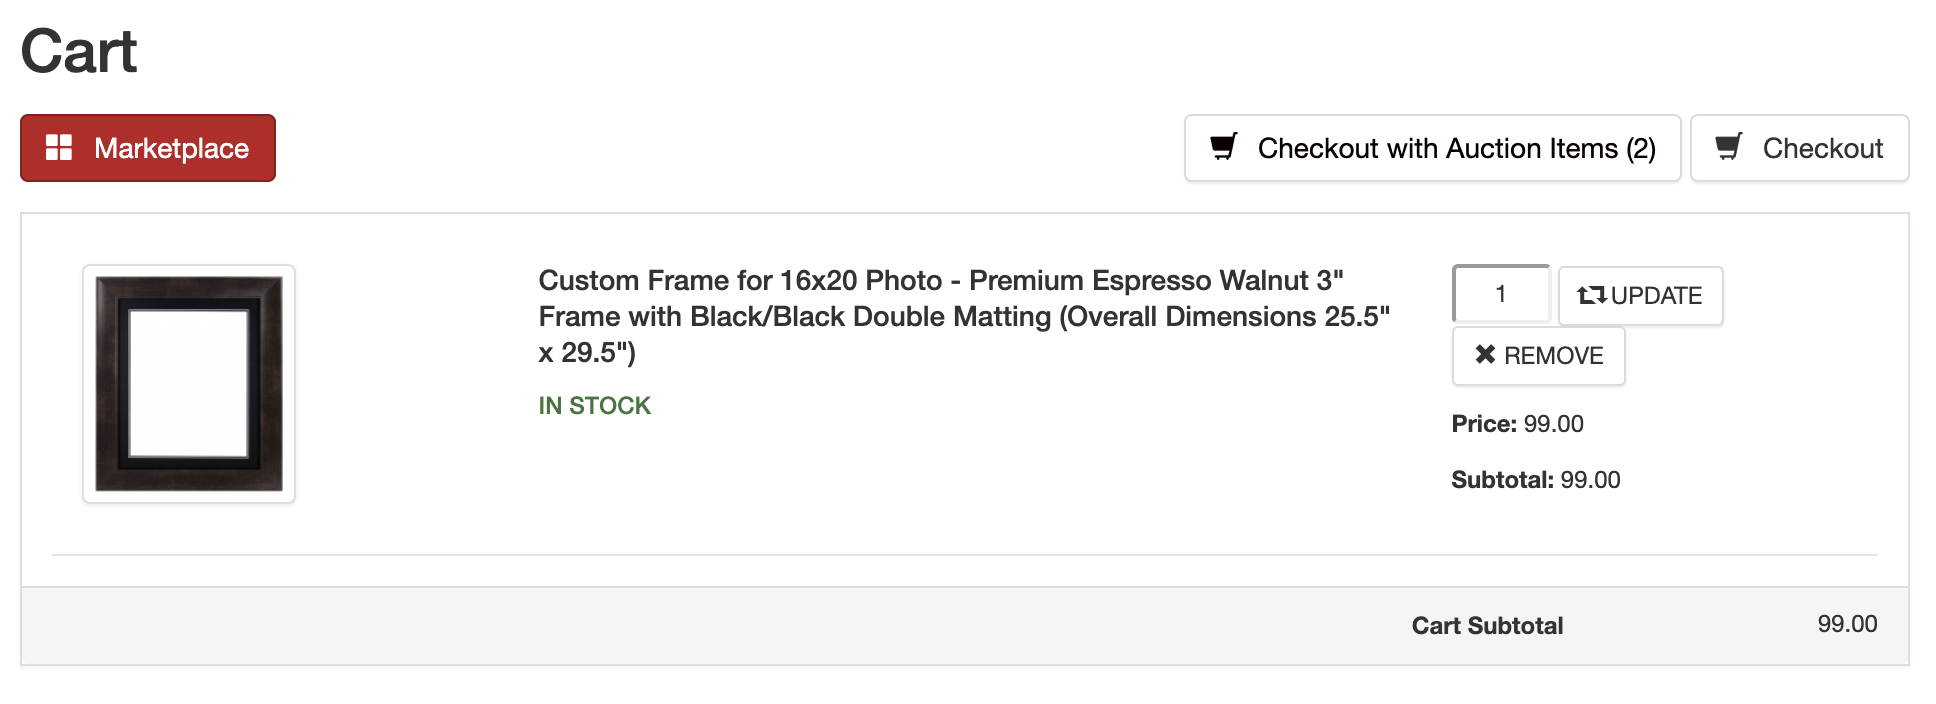 Cart
Marketplace
Checkout with Auction Items (2)
Checkout
Custom Frame for 16x20 Photo - Premium Espresso Walnut 3"
Frame with Black/Black Double Matting (Overall Dimensions 25.5"
x 29.5")
IN STOCK
1
UPDATE
REMOVE
Price: 99.00
Subtotal: 99.00
Cart Subtotal 99.00